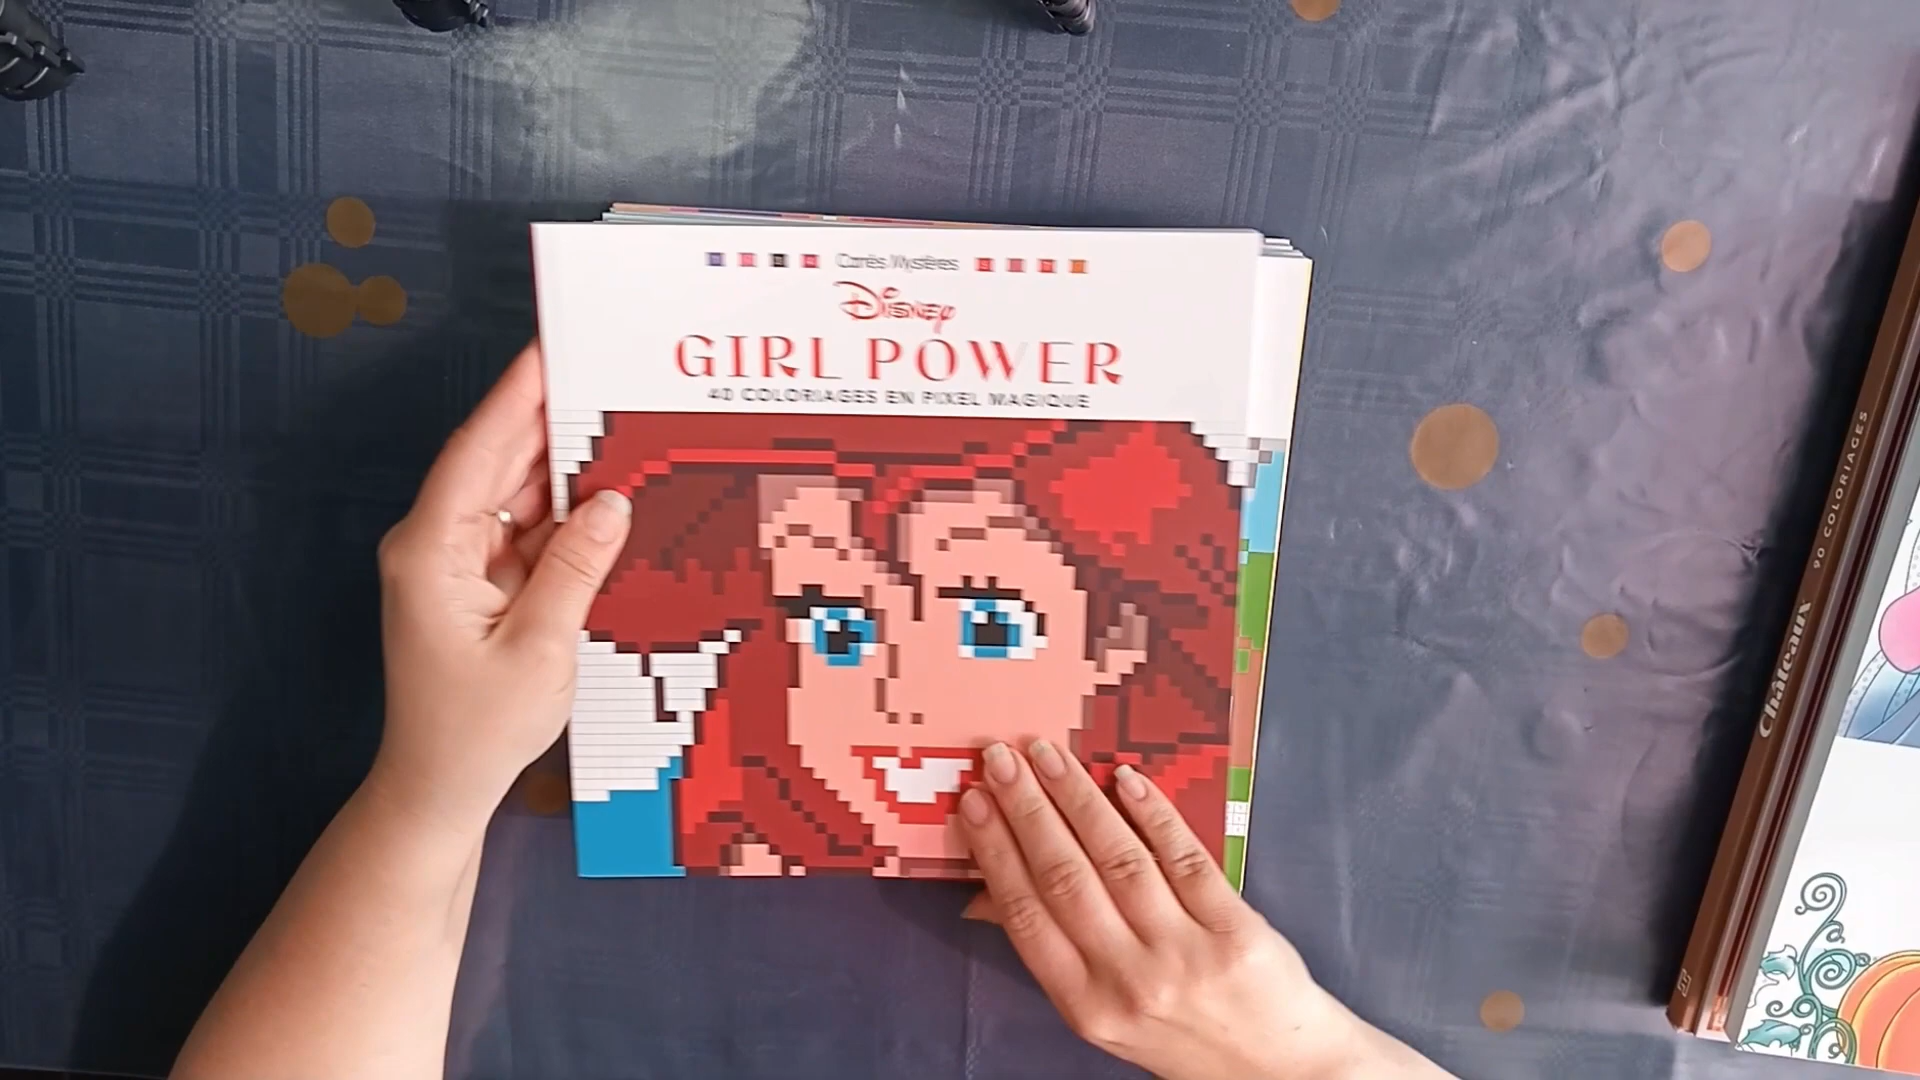 Carrés Mystères
Disney
GIRL POWER
40 COLORIAGES EN PIXEL MAGIQUE
Châteaux 90 COLORIAGES